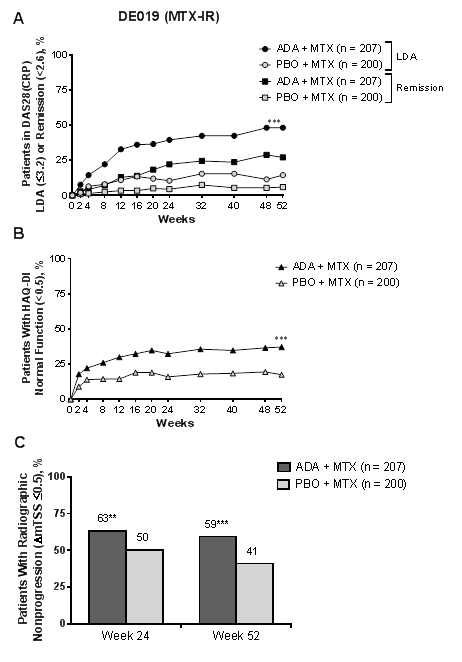 A
DE019 (MTX-IR)
ADA + MTX (n = 207)
PBO + MTX (n = 200)
LDA
ADA + MTX (n = 207)
PBO + MTX (n = 200)
Remission
Patients in DAS28(CRP)
LDA (≤3.2) or Remission (<2.6), %
100
75
50
25
0
***
0 2 4 8 12 16 20 24 32 40 48 52
Weeks
B
ADA + MTX (n = 207)
PBO + MTX (n = 200)
Patients With HAQ-DI
Normal Function (<0.5), %
100
75
50
25
0
***
0 2 4 8 12 16 20 24 32 40 48 52
Weeks
C
ADA + MTX (n = 207)
PBO + MTX (n = 200)
Patients With Radiographic
Nonprogression (ΔmTSS ≤0.5), %
100
75
50
25
0
63**
50
59***
41
Week 24
Week 52